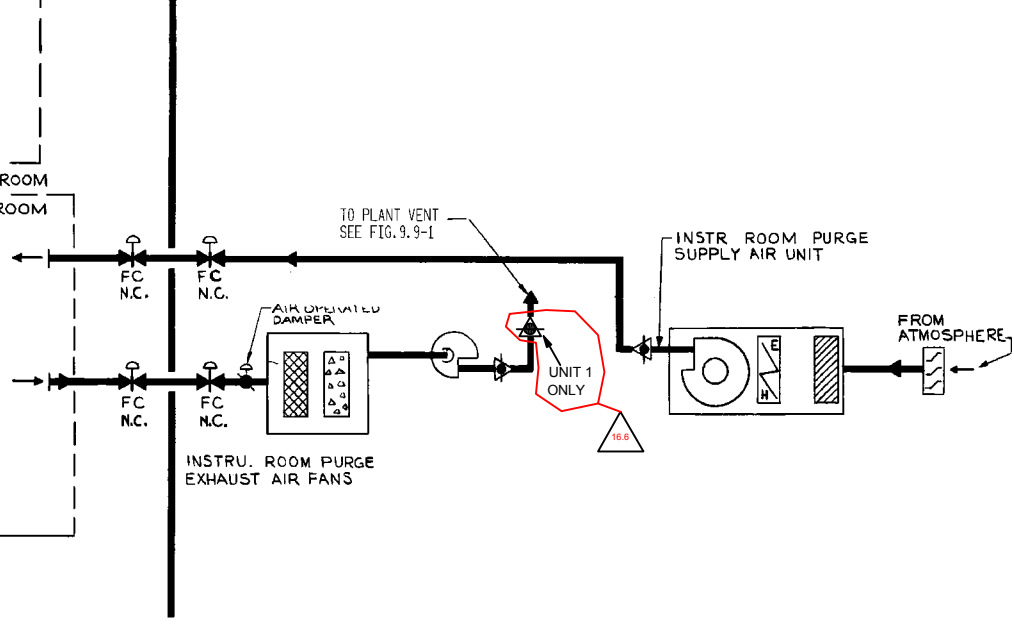 ROOM
ROOM
TO PLANT VENT
SEE FIG.9.9-1
INSTR ROOM PURGE
SUPPLY AIR UNIT
FC
N.C.
FC
N.C.
AIR OPERATED
DAMPER
FROM
ATMOSPHERE
E
H
UNIT 1
ONLY
FC
N.C.
FC
N.C.
16.6
INSTRU. ROOM PURGE
EXHAUST AIR FANS